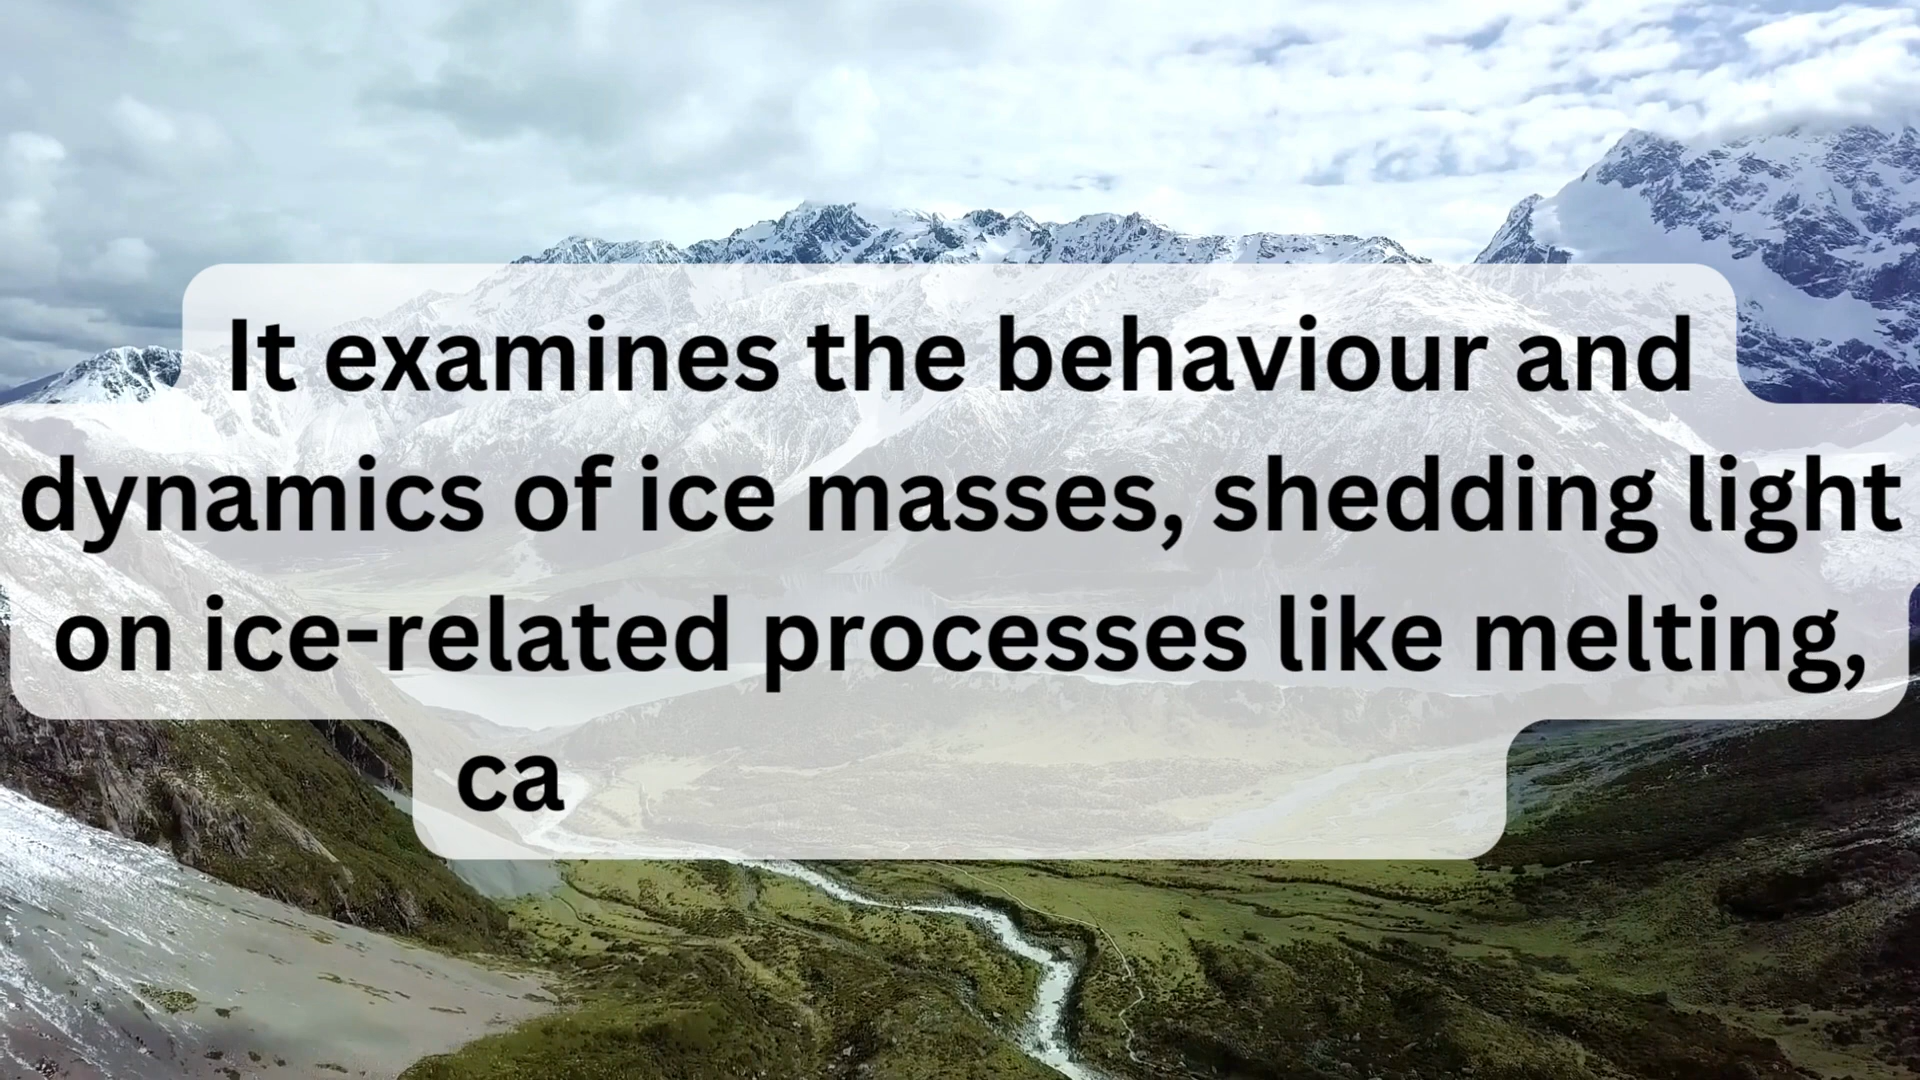 It examines the behaviour and
dynamics of ice masses, shedding light
on ice-related processes like melting,
ca